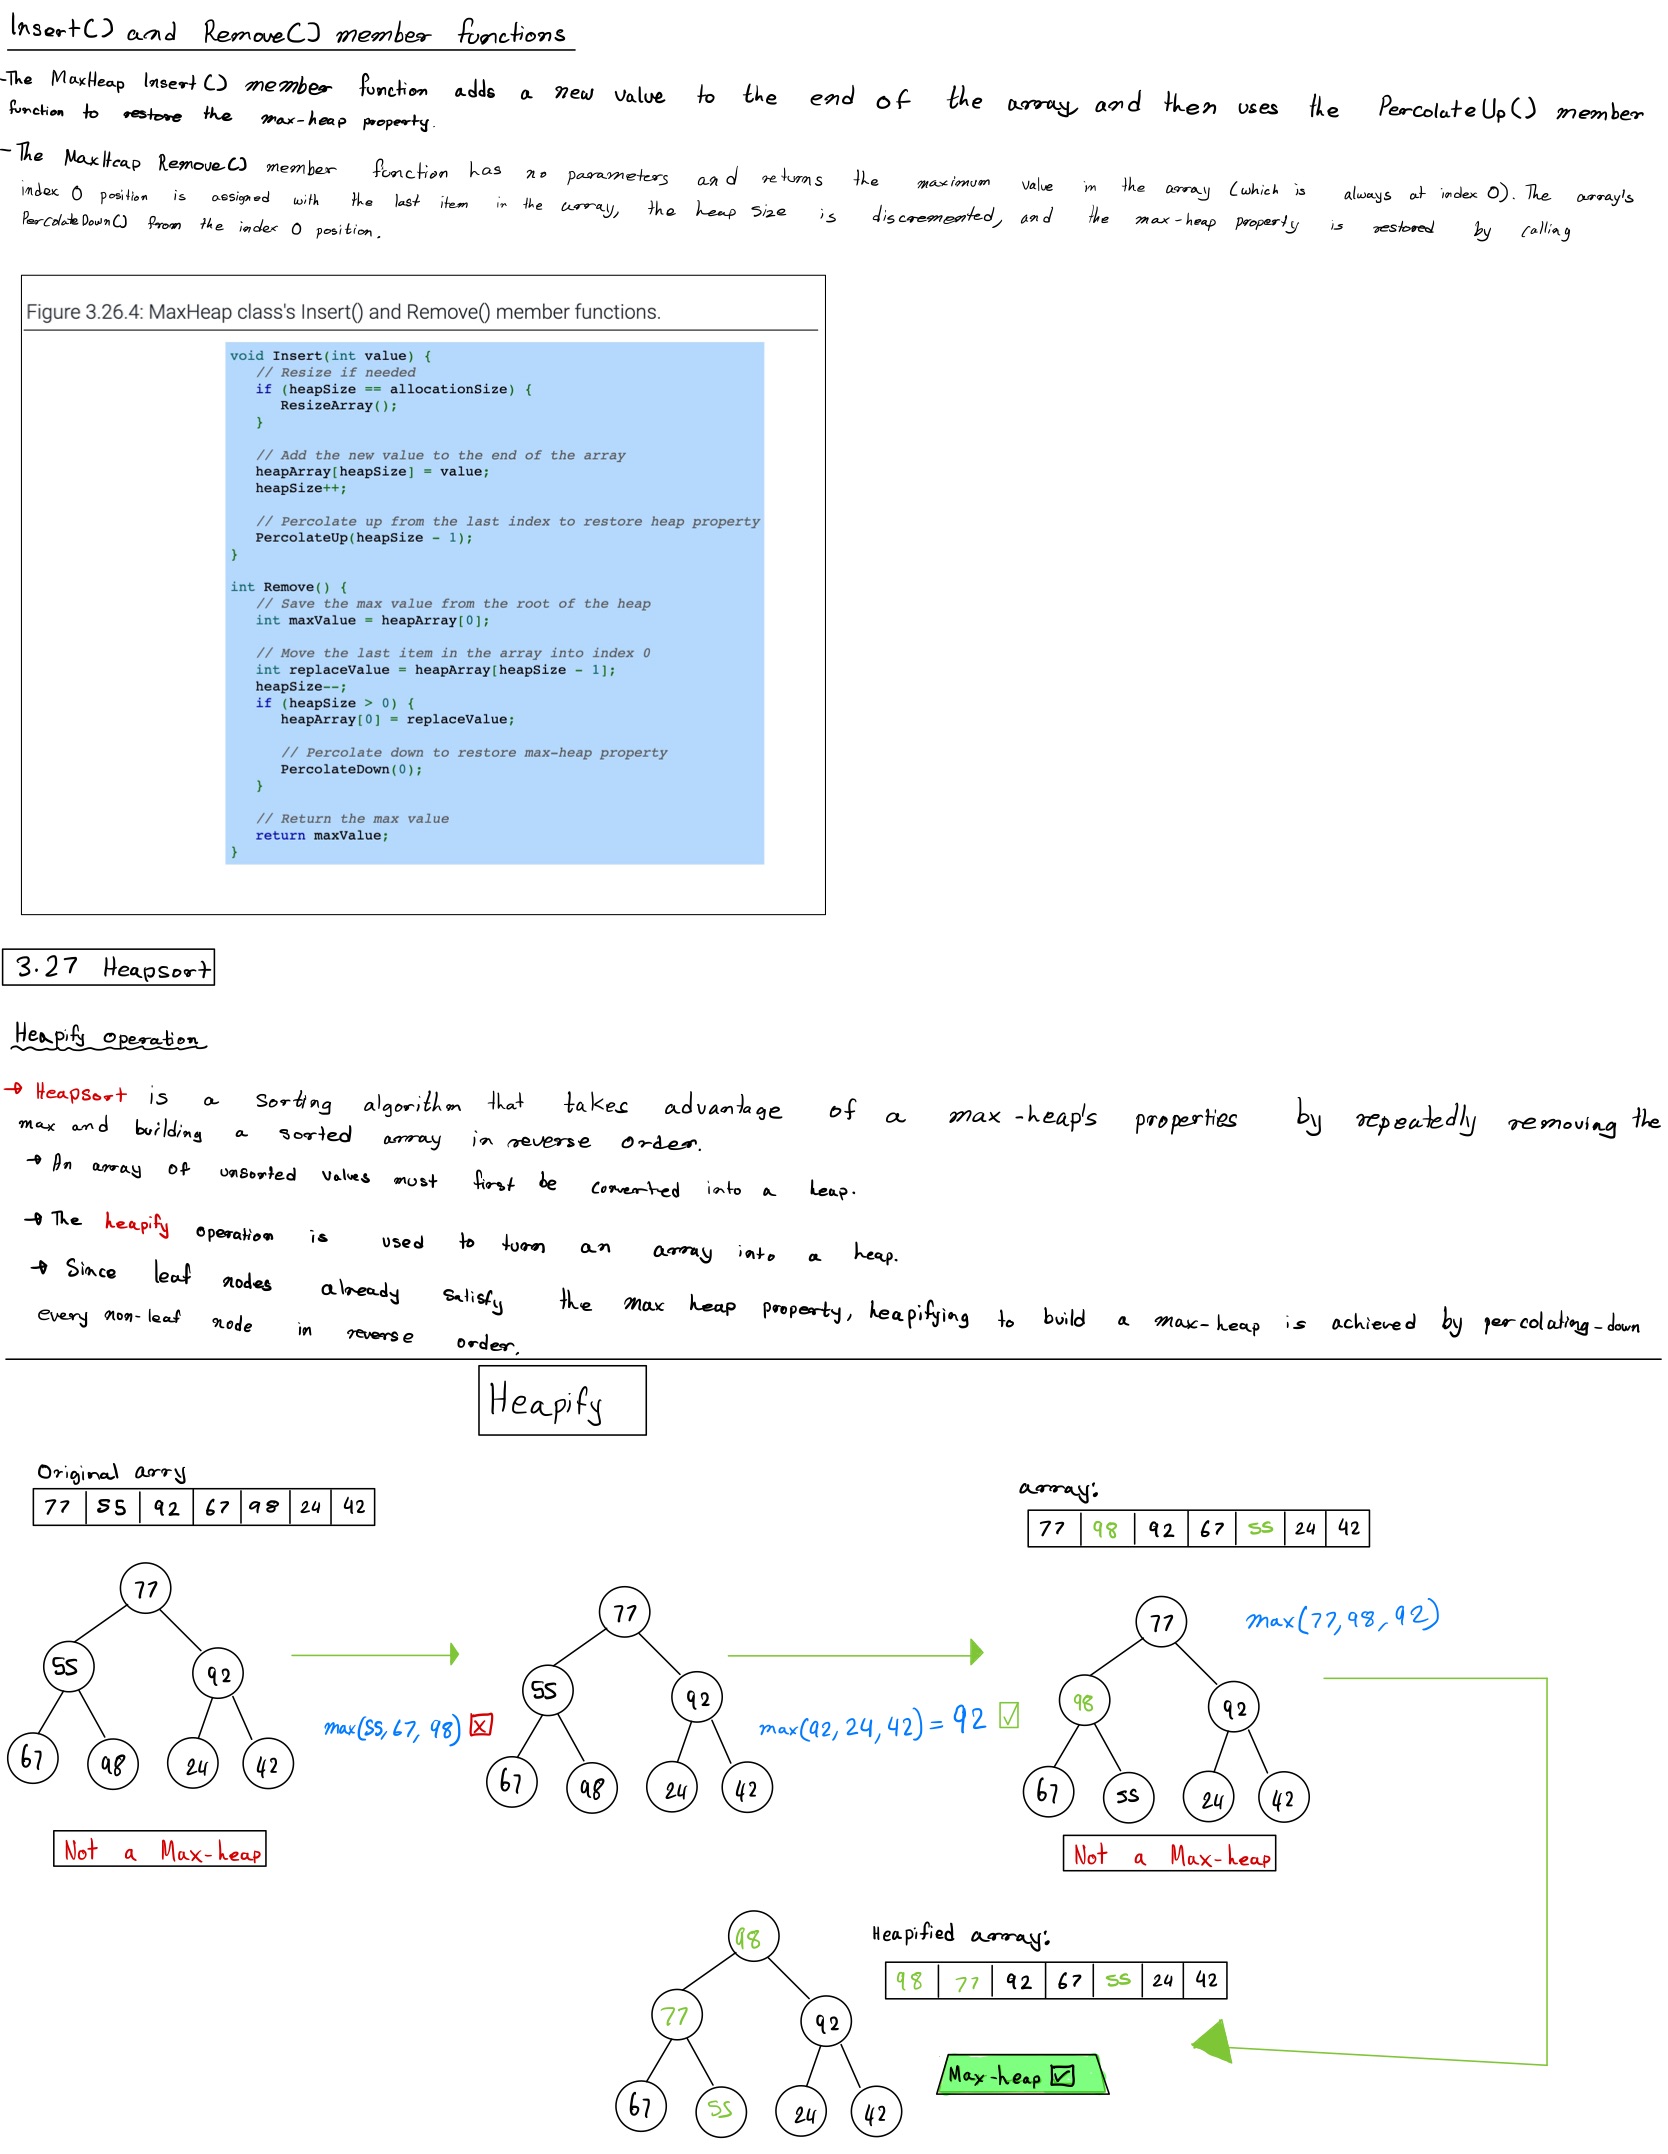 Insert() and Remove() member functions
-The MaxHeap Insert() member function adds a new value to the end of the array and then uses the PercolateUp() member
function to restore the max-heap property.
- The MaxHeap Remove() member function has no parameters and returns the maximum value in the array (which is always at index 0). The array's
index 0 position is assigned with the last item in the array, the heap size is discremented, and the max-heap property is restored by calling
PercolateDown() from the index 0 position.
Figure 3.26.4: MaxHeap class's Insert() and Remove() member functions.
void Insert(int value) {
// Resize if needed
if (heapSize == allocationSize) {
ResizeArray();
}
// Add the new value to the end of the array
heapArray[heapSize] = value;
heapSize++;
// Percolate up from the last index to restore heap property
PercolateUp(heapSize - 1);
}
int Remove() {
// Save the max value from the root of the heap
int maxValue = heapArray[0];
// Move the last item in the array into index 0
int replaceValue = heapArray[heapSize - 1];
heapSize--;
if (heapSize > 0) {
heapArray[0] = replaceValue;
// Percolate down to restore max-heap property
PercolateDown(0);
}
// Return the max value
return maxValue;
}
3.27 Heapsort
Heapify operation
→ Heapsort is a sorting algorithm that takes advantage of a max-heap's properties by repeatedly removing the
max and building a sorted array in reverse order.
→ An array of unsorted values must first be converted into a heap.
→ The heapify operation is used to turn an array into a heap.
→ Since leaf nodes already satisfy the max heap property, heapifying to build a max-heap is achieved by percolating-down
every non-leaf node in reverse order.
Heapify
Original arry
77 55 92 67 98 24 42
array:
77 98 92 67 55 24 42
77
55 92
67 98 24 42
Not a Max-heap
max(55, 67, 98) ☒
77
55 92
67 98 24 42
max(92, 24, 42) = 92 ☑
77
98 92
67 55 24 42
max(77, 98, 92)
Not a Max-heap
98
77 92
67 55 24 42
Heapified array:
98 77 92 67 55 24 42
Max-heap ☑